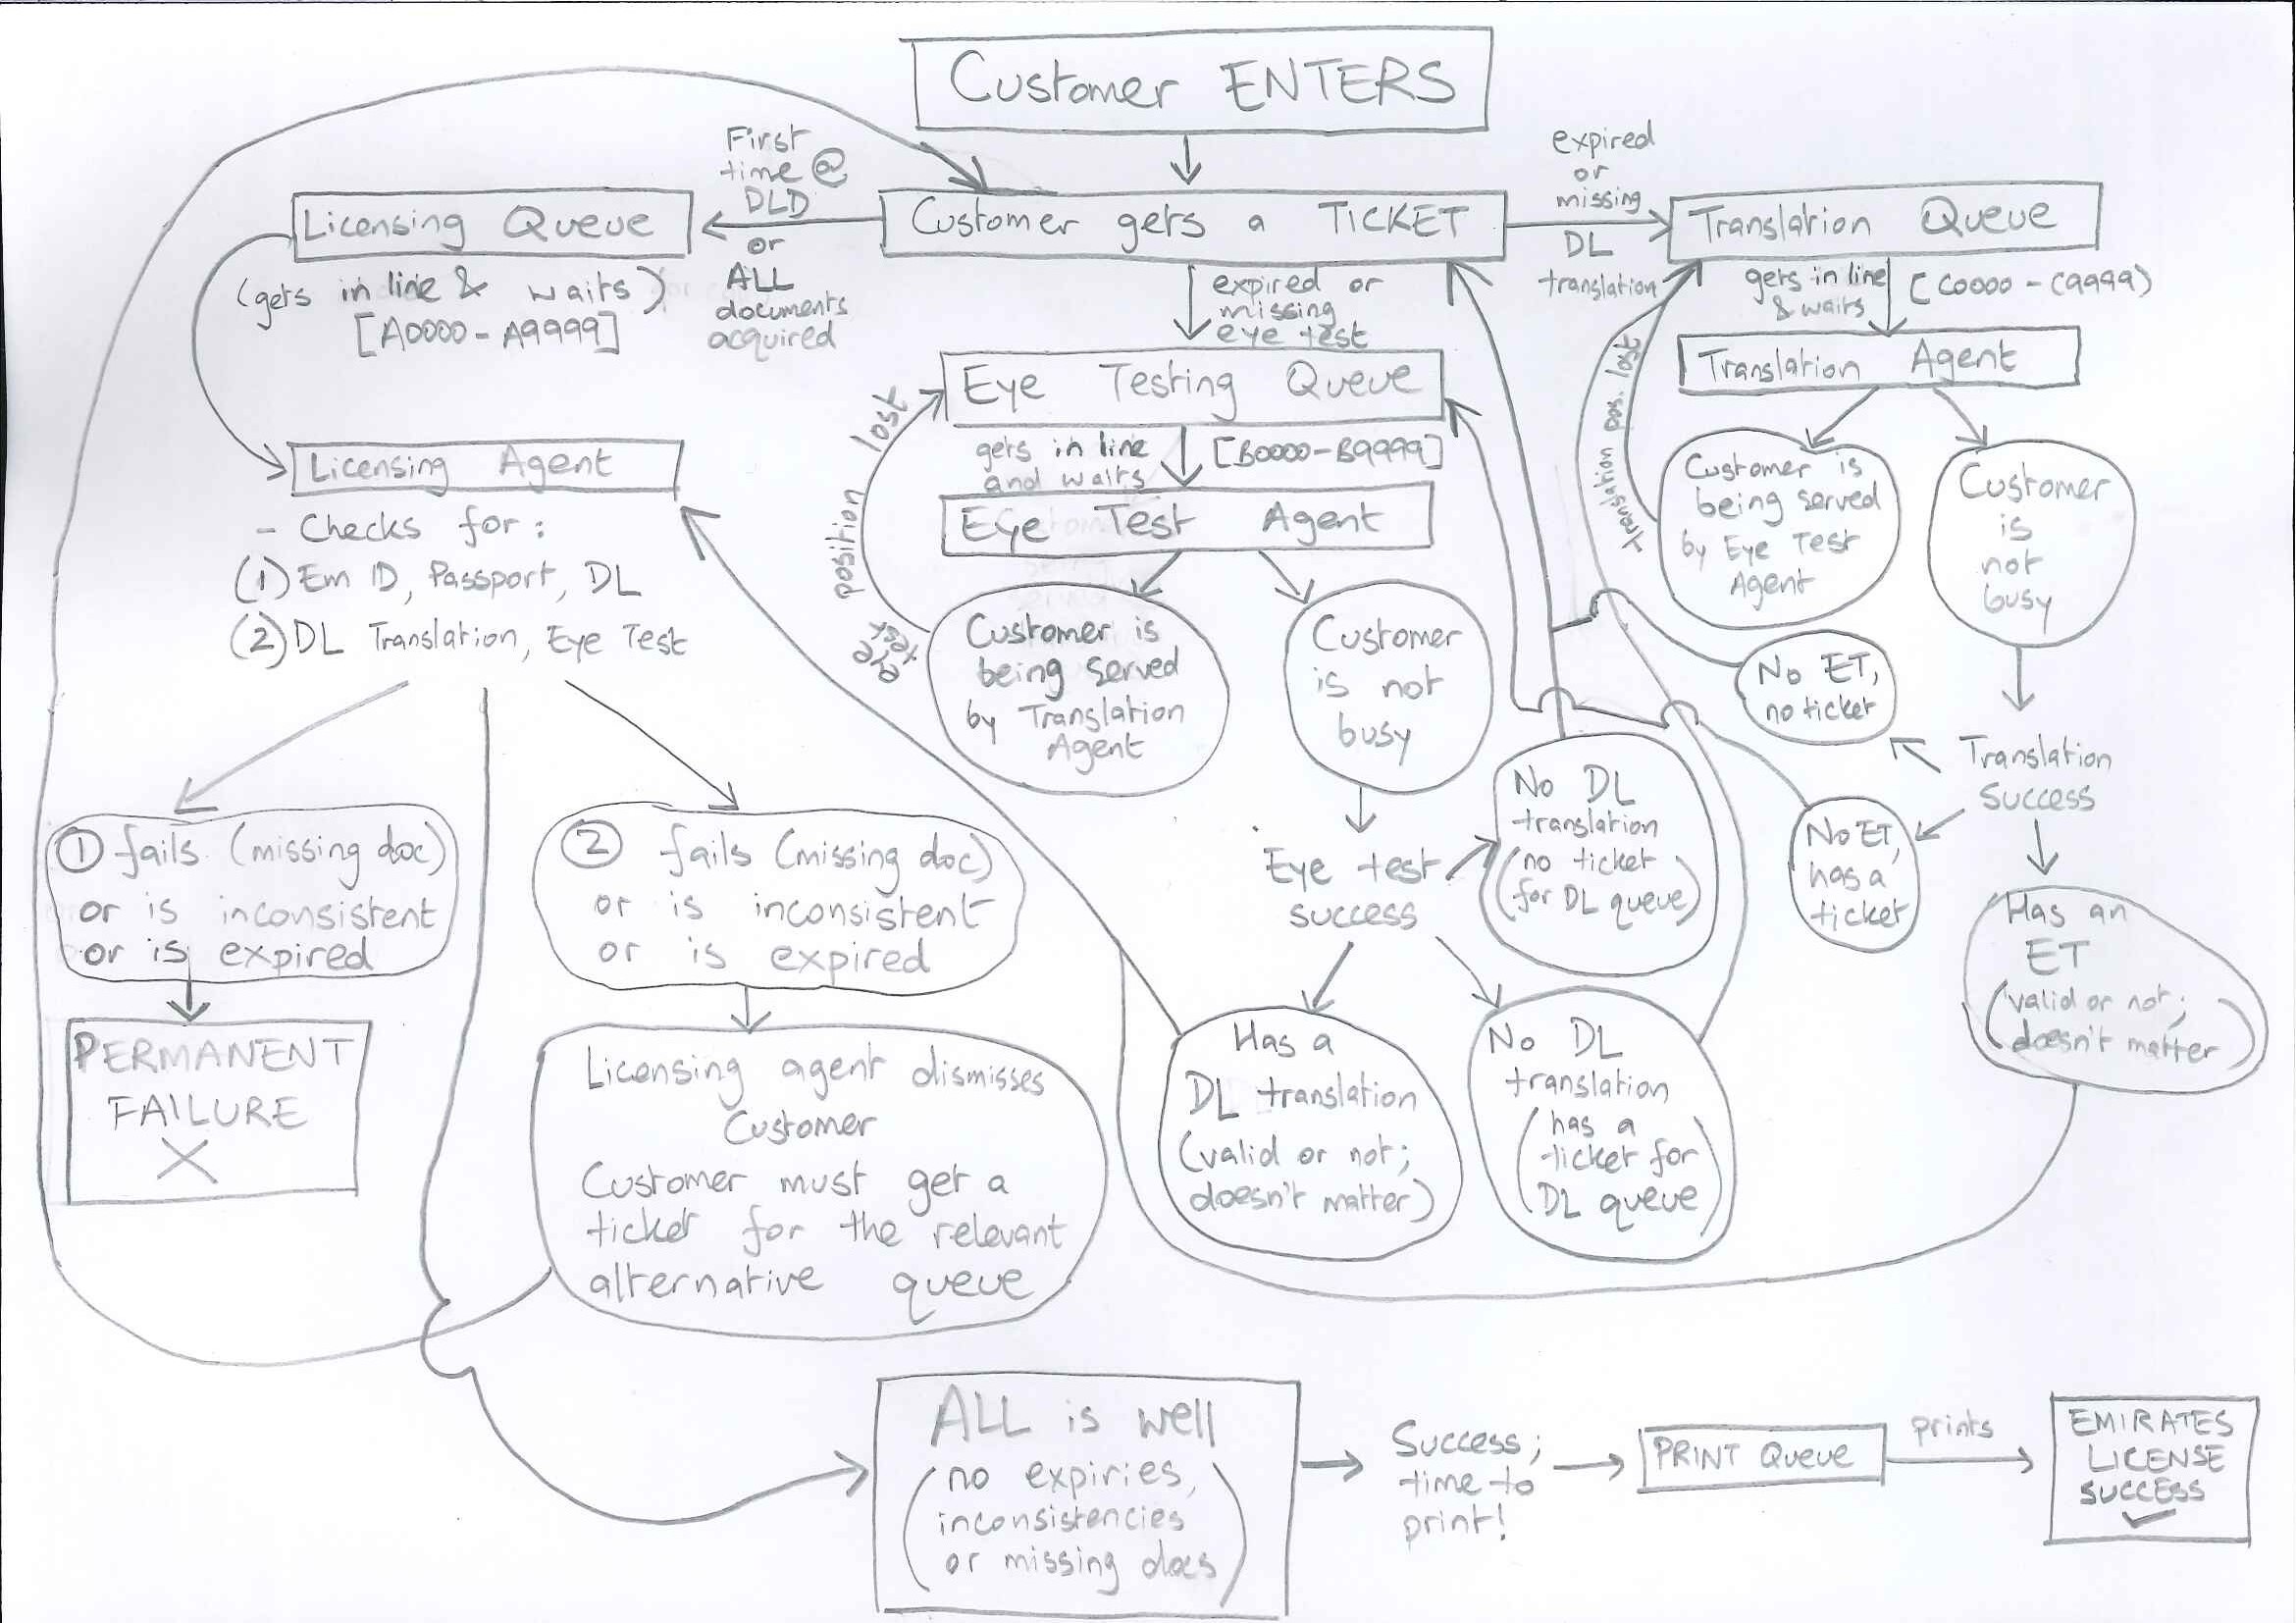 Customer ENTERS
First
time @
DLD
or
ALL
documents
acquired
Customer gets a TICKET
expired
or
missing
DL
translation
Licensing Queue
(gets in line & waits)
[A0000 - A9999]
Translation Queue
gets in line
& waits
[C0000 - C9999)
expired or
missing
eye test
Translation Agent
Eye Testing Queue
gets in line
and waits
[B0000-B9999]
Eye Test Agent
eye test position lost
Translation pos. lost
Licensing Agent
- Checks for:
(1) Em ID, Passport, DL
(2) DL Translation, Eye Test
Customer is
being served
by Translation
Agent
Customer
is not
busy
Customer is
being served
by Eye Test
Agent
Customer
is
not
busy
No ET,
no ticket
Translation
Success
No ET,
has a
ticket
Has an
ET
(valid or not;
doesn't matter)
Eye test
success
No DL
translation
(no ticket
for DL queue)
Has a
DL translation
(valid or not;
doesn't matter)
No DL
translation
(has a
ticket for
DL queue)
1 fails (missing doc)
or is inconsistent
or is expired
PERMANENT
FAILURE
X
2 fails (missing doc)
or is inconsistent
or is expired
Licensing agent dismisses
Customer
Customer must get a
ticket for the relevant
alternative queue
ALL is well
(no expiries,
inconsistencies
or missing docs)
Success;
time to
print!
PRINT Queue
prints
EMIRATES
LICENSE
SUCCESS